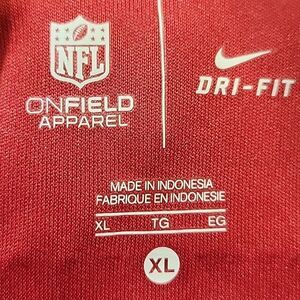 NFL
ONFIELD
APPAREL
DRI-FIT
MADE IN INDONESIA
FABRIQUE EN INDONESIE
XL TG EG
XL